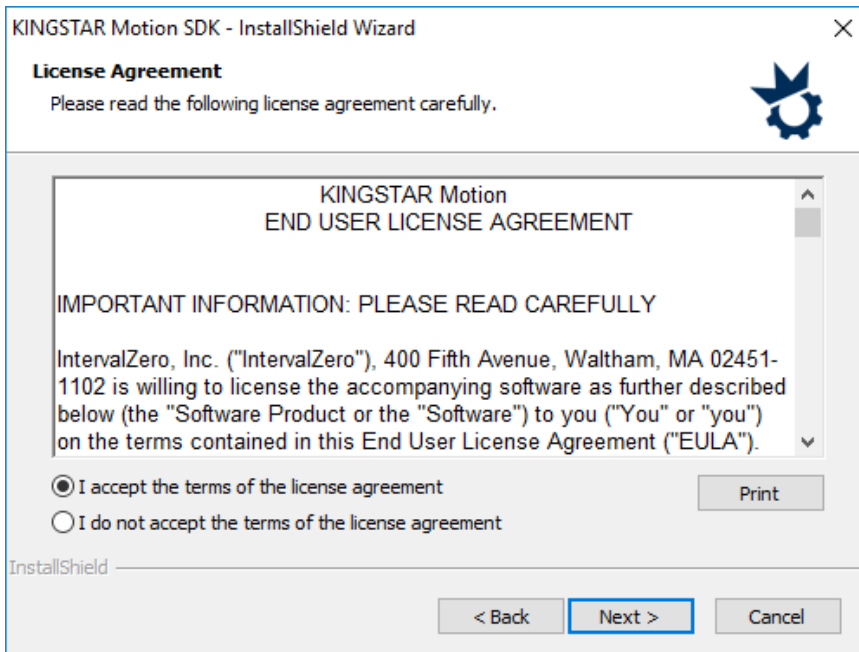 KINGSTAR Motion SDK - InstallShield Wizard
License Agreement
Please read the following license agreement carefully.
KINGSTAR Motion
END USER LICENSE AGREEMENT
IMPORTANT INFORMATION: PLEASE READ CAREFULLY
IntervalZero, Inc. ("IntervalZero"), 400 Fifth Avenue, Waltham, MA 02451-
1102 is willing to license the accompanying software as further described
below (the "Software Product or the "Software") to you ("You" or "you")
on the terms contained in this End User License Agreement ("EULA").
I accept the terms of the license agreement
Print
I do not accept the terms of the license agreement
InstallShield
< Back
Next >
Cancel